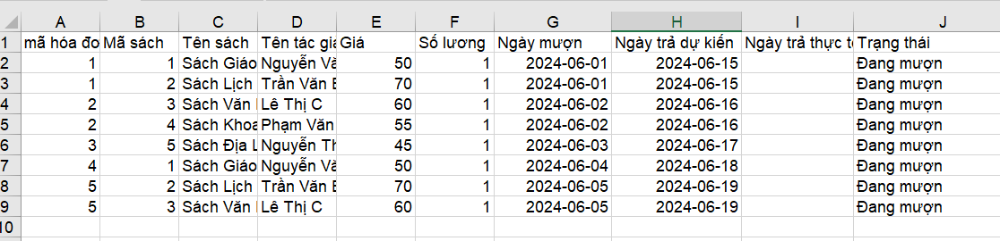 A B C D E F G H I J
1 mã hóa đơ Mã sách Tên sách Tên tác giả Giá Số lương Ngày mượn Ngày trả dự kiến Ngày trả thực tế Trạng thái
2 1 1 Sách Giáo Nguyễn Vă 50 1 2024-06-01 2024-06-15 Đang mượn
3 1 2 Sách Lịch Trần Văn B 70 1 2024-06-01 2024-06-15 Đang mượn
4 2 3 Sách Văn Lê Thị C 60 1 2024-06-02 2024-06-16 Đang mượn
5 2 4 Sách Khoa Phạm Văn 55 1 2024-06-02 2024-06-16 Đang mượn
6 3 5 Sách Địa L Nguyễn Th 45 1 2024-06-03 2024-06-17 Đang mượn
7 4 1 Sách Giáo Nguyễn Vă 50 1 2024-06-04 2024-06-18 Đang mượn
8 5 2 Sách Lịch Trần Văn B 70 1 2024-06-05 2024-06-19 Đang mượn
9 5 3 Sách Văn Lê Thị C 60 1 2024-06-05 2024-06-19 Đang mượn
10